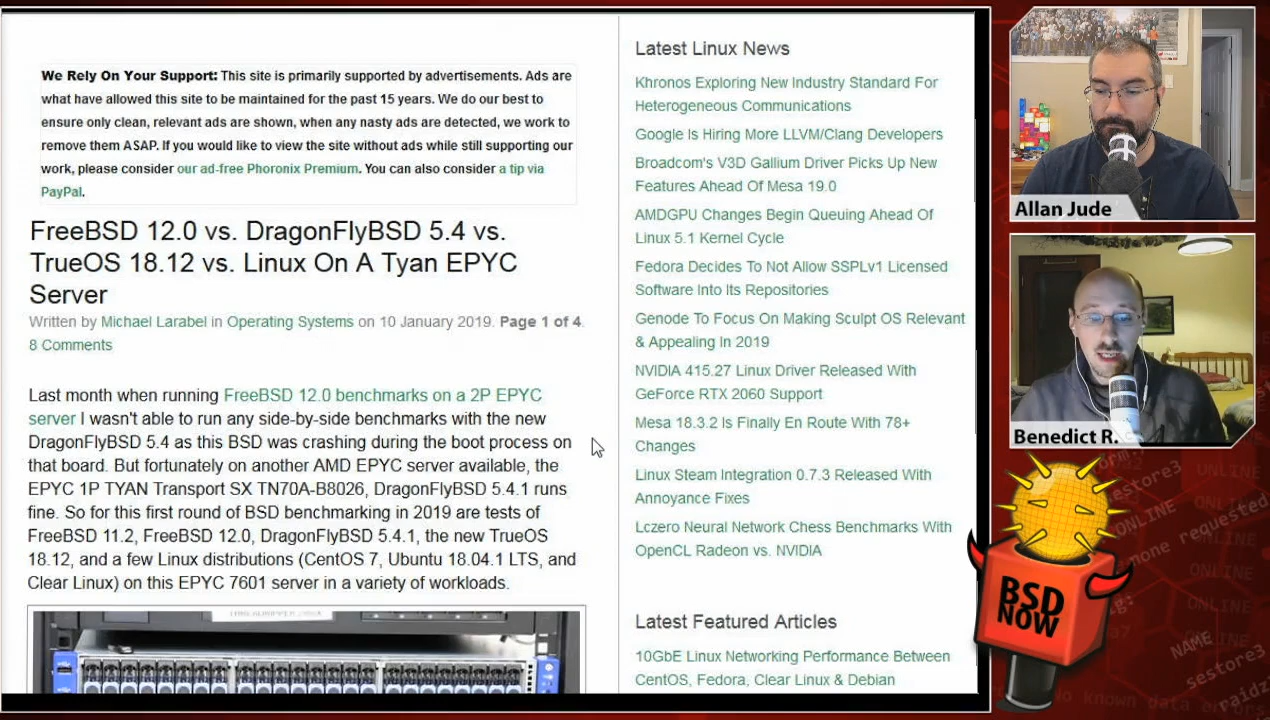 We Rely On Your Support: This site is primarily supported by advertisements. Ads are
what have allowed this site to be maintained for the past 15 years. We do our best to
ensure only clean, relevant ads are shown, when any nasty ads are detected, we work to
remove them ASAP. If you would like to view the site without ads while still supporting our
work, please consider our ad-free Phoronix Premium. You can also consider a tip via
PayPal.
FreeBSD 12.0 vs. DragonFlyBSD 5.4 vs.
TrueOS 18.12 vs. Linux On A Tyan EPYC
Server
Written by Michael Larabel in Operating Systems on 10 January 2019. Page 1 of 4.
8 Comments
Last month when running FreeBSD 12.0 benchmarks on a 2P EPYC
server I wasn't able to run any side-by-side benchmarks with the new
DragonFlyBSD 5.4 as this BSD was crashing during the boot process on
that board. But fortunately on another AMD EPYC server available, the
EPYC 1P TYAN Transport SX TN70A-B8026, DragonFlyBSD 5.4.1 runs
fine. So for this first round of BSD benchmarking in 2019 are tests of
FreeBSD 11.2, FreeBSD 12.0, DragonFlyBSD 5.4.1, the new TrueOS
18.12, and a few Linux distributions (CentOS 7, Ubuntu 18.04.1 LTS, and
Clear Linux) on this EPYC 7601 server in a variety of workloads.
Latest Linux News
Khronos Exploring New Industry Standard For
Heterogeneous Communications
Google Is Hiring More LLVM/Clang Developers
Broadcom's V3D Gallium Driver Picks Up New
Features Ahead Of Mesa 19.0
AMDGPU Changes Begin Queuing Ahead Of
Linux 5.1 Kernel Cycle
Fedora Decides To Not Allow SSPLv1 Licensed
Software Into Its Repositories
Genode To Focus On Making Sculpt OS Relevant
& Appealing In 2019
NVIDIA 415.27 Linux Driver Released With
GeForce RTX 2060 Support
Mesa 18.3.2 Is Finally En Route With 78+
Changes
Linux Steam Integration 0.7.3 Released With
Annoyance Fixes
Lczero Neural Network Chess Benchmarks With
OpenCL Radeon vs. NVIDIA
Latest Featured Articles
10GbE Linux Networking Performance Between
CentOS, Fedora, Clear Linux & Debian
Allan Jude
Benedict R.
BSD
NOW
ONLINE
ONLINE
ONLINE
ONLINE
NAME
sestore3
requested
No known data errors